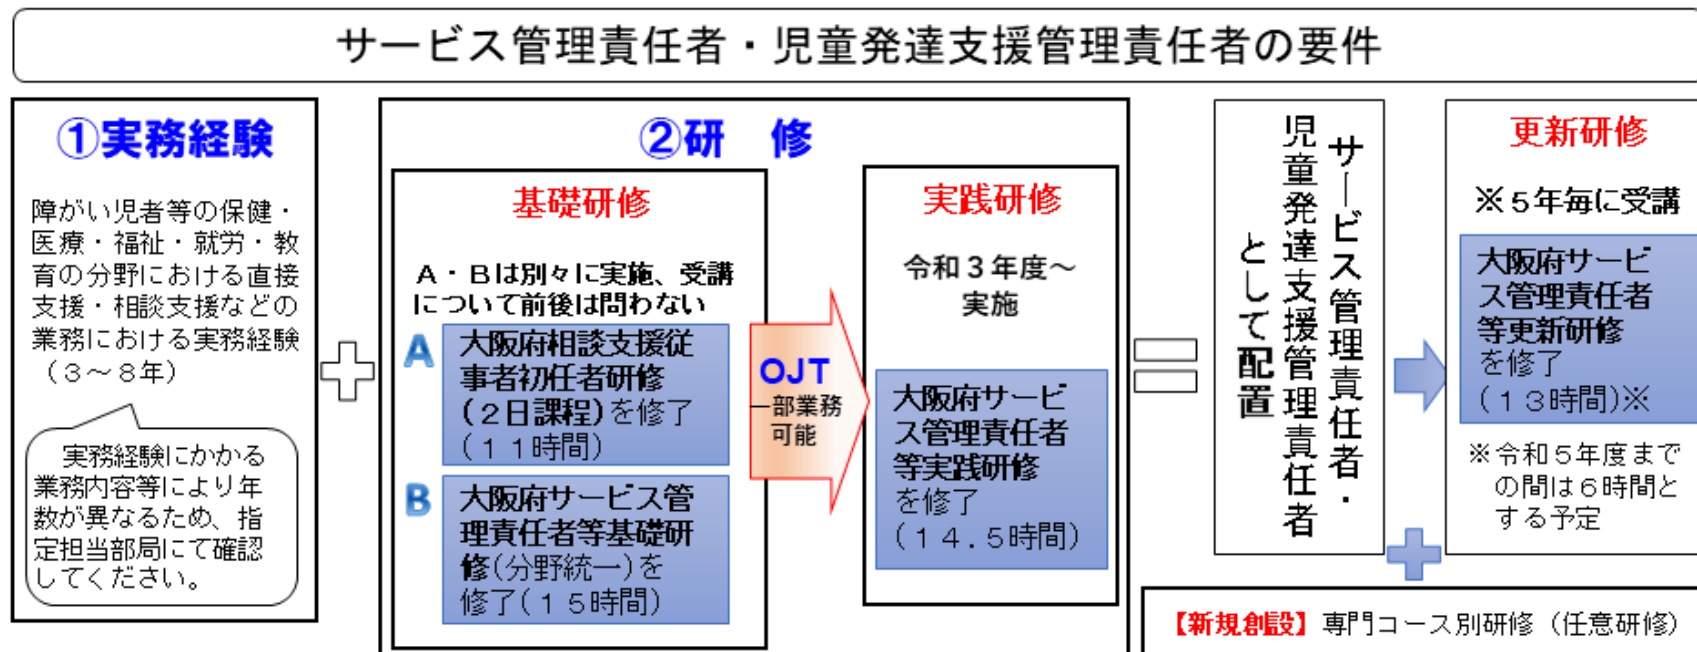 サービス管理責任者・児童発達支援管理責任者の要件
①実務経験
障がい児者等の保健・
医療・福祉・就労・教
育の分野における直接
支援・相談支援などの
業務における実務経験
（３～８年）
実務経験にかかる
業務内容等により年
数が異なるため、指
定担当部局にて確認
してください。
②研　修
基礎研修
Ａ・Ｂは別々に実施、受講
について前後は問わない
A
大阪府相談支援従
事者初任者研修
(２日課程)を修了
(１１時間)
B
大阪府サービス管
理責任者等基礎研
修(分野統一)を
修了(１５時間)
OJT
一部業務
可能
実践研修
令和３年度～
実施
大阪府サービ
ス管理責任者
等実践研修
を修了
(１４.５時間)
サービス管理責任者・
児童発達支援管理責任者
として配置
更新研修
※５年毎に受講
大阪府サービ
ス管理責任者
等更新研修
を修了
(１３時間)※
※令和５年度まで
の間は６時間と
する予定
【新規創設】専門コース別研修（任意研修）